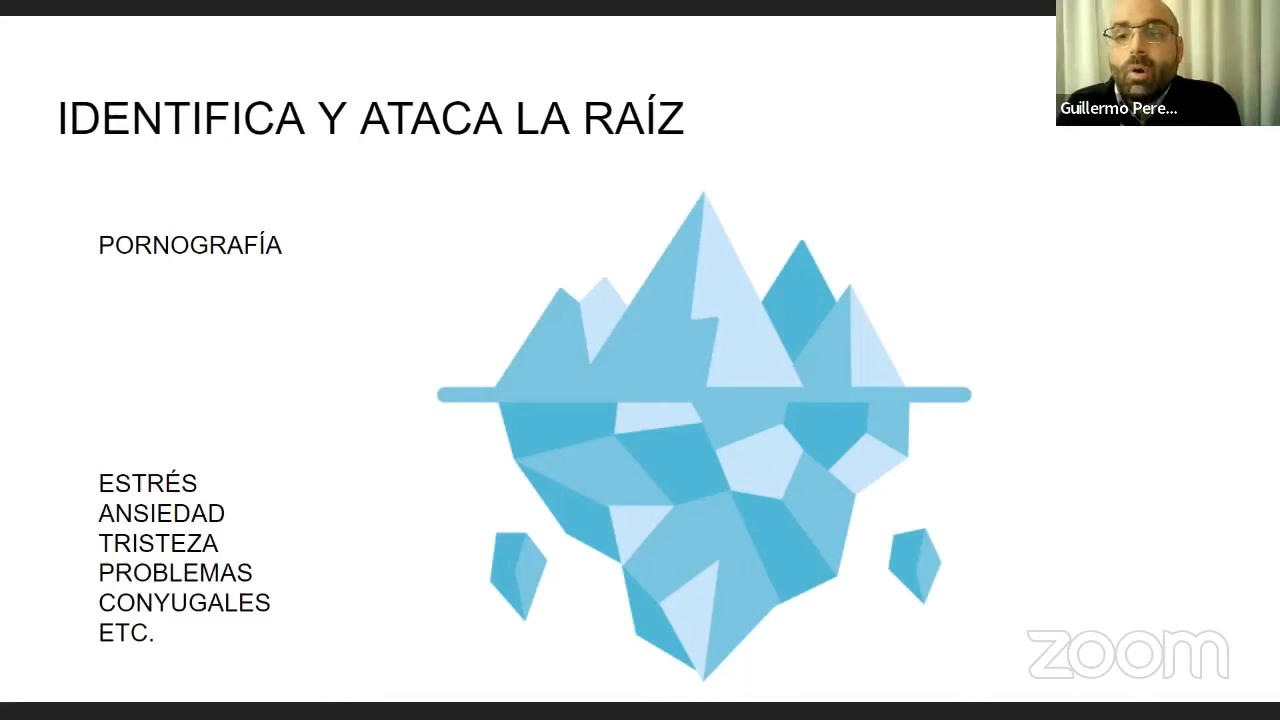 IDENTIFICA Y ATACA LA RAÍZ
Guillermo Pere...
PORNOGRAFÍA
ESTRÉS
ANSIEDAD
TRISTEZA
PROBLEMAS
CONYUGALES
ETC.
zoom